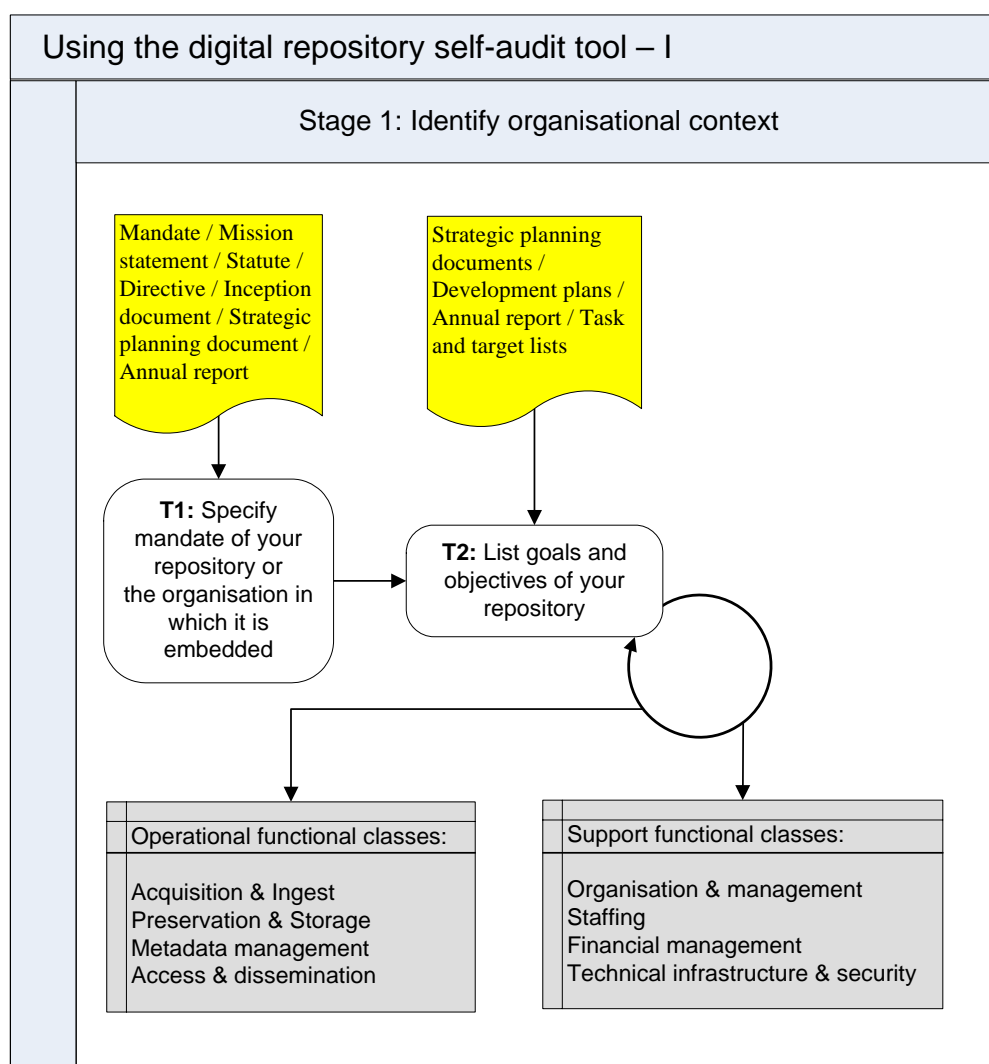 Using the digital repository self-audit tool – I
Stage 1: Identify organisational context
Mandate / Mission
statement / Statute /
Directive / Inception
document / Strategic
planning document /
Annual report
Strategic planning
documents /
Development plans /
Annual report / Task
and target lists
T1: Specify
mandate of your
repository or
the organisation in
which it is
embedded
T2: List goals and
objectives of your
repository
Operational functional classes:
Acquisition & Ingest
Preservation & Storage
Metadata management
Access & dissemination
Support functional classes:
Organisation & management
Staffing
Financial management
Technical infrastructure & security